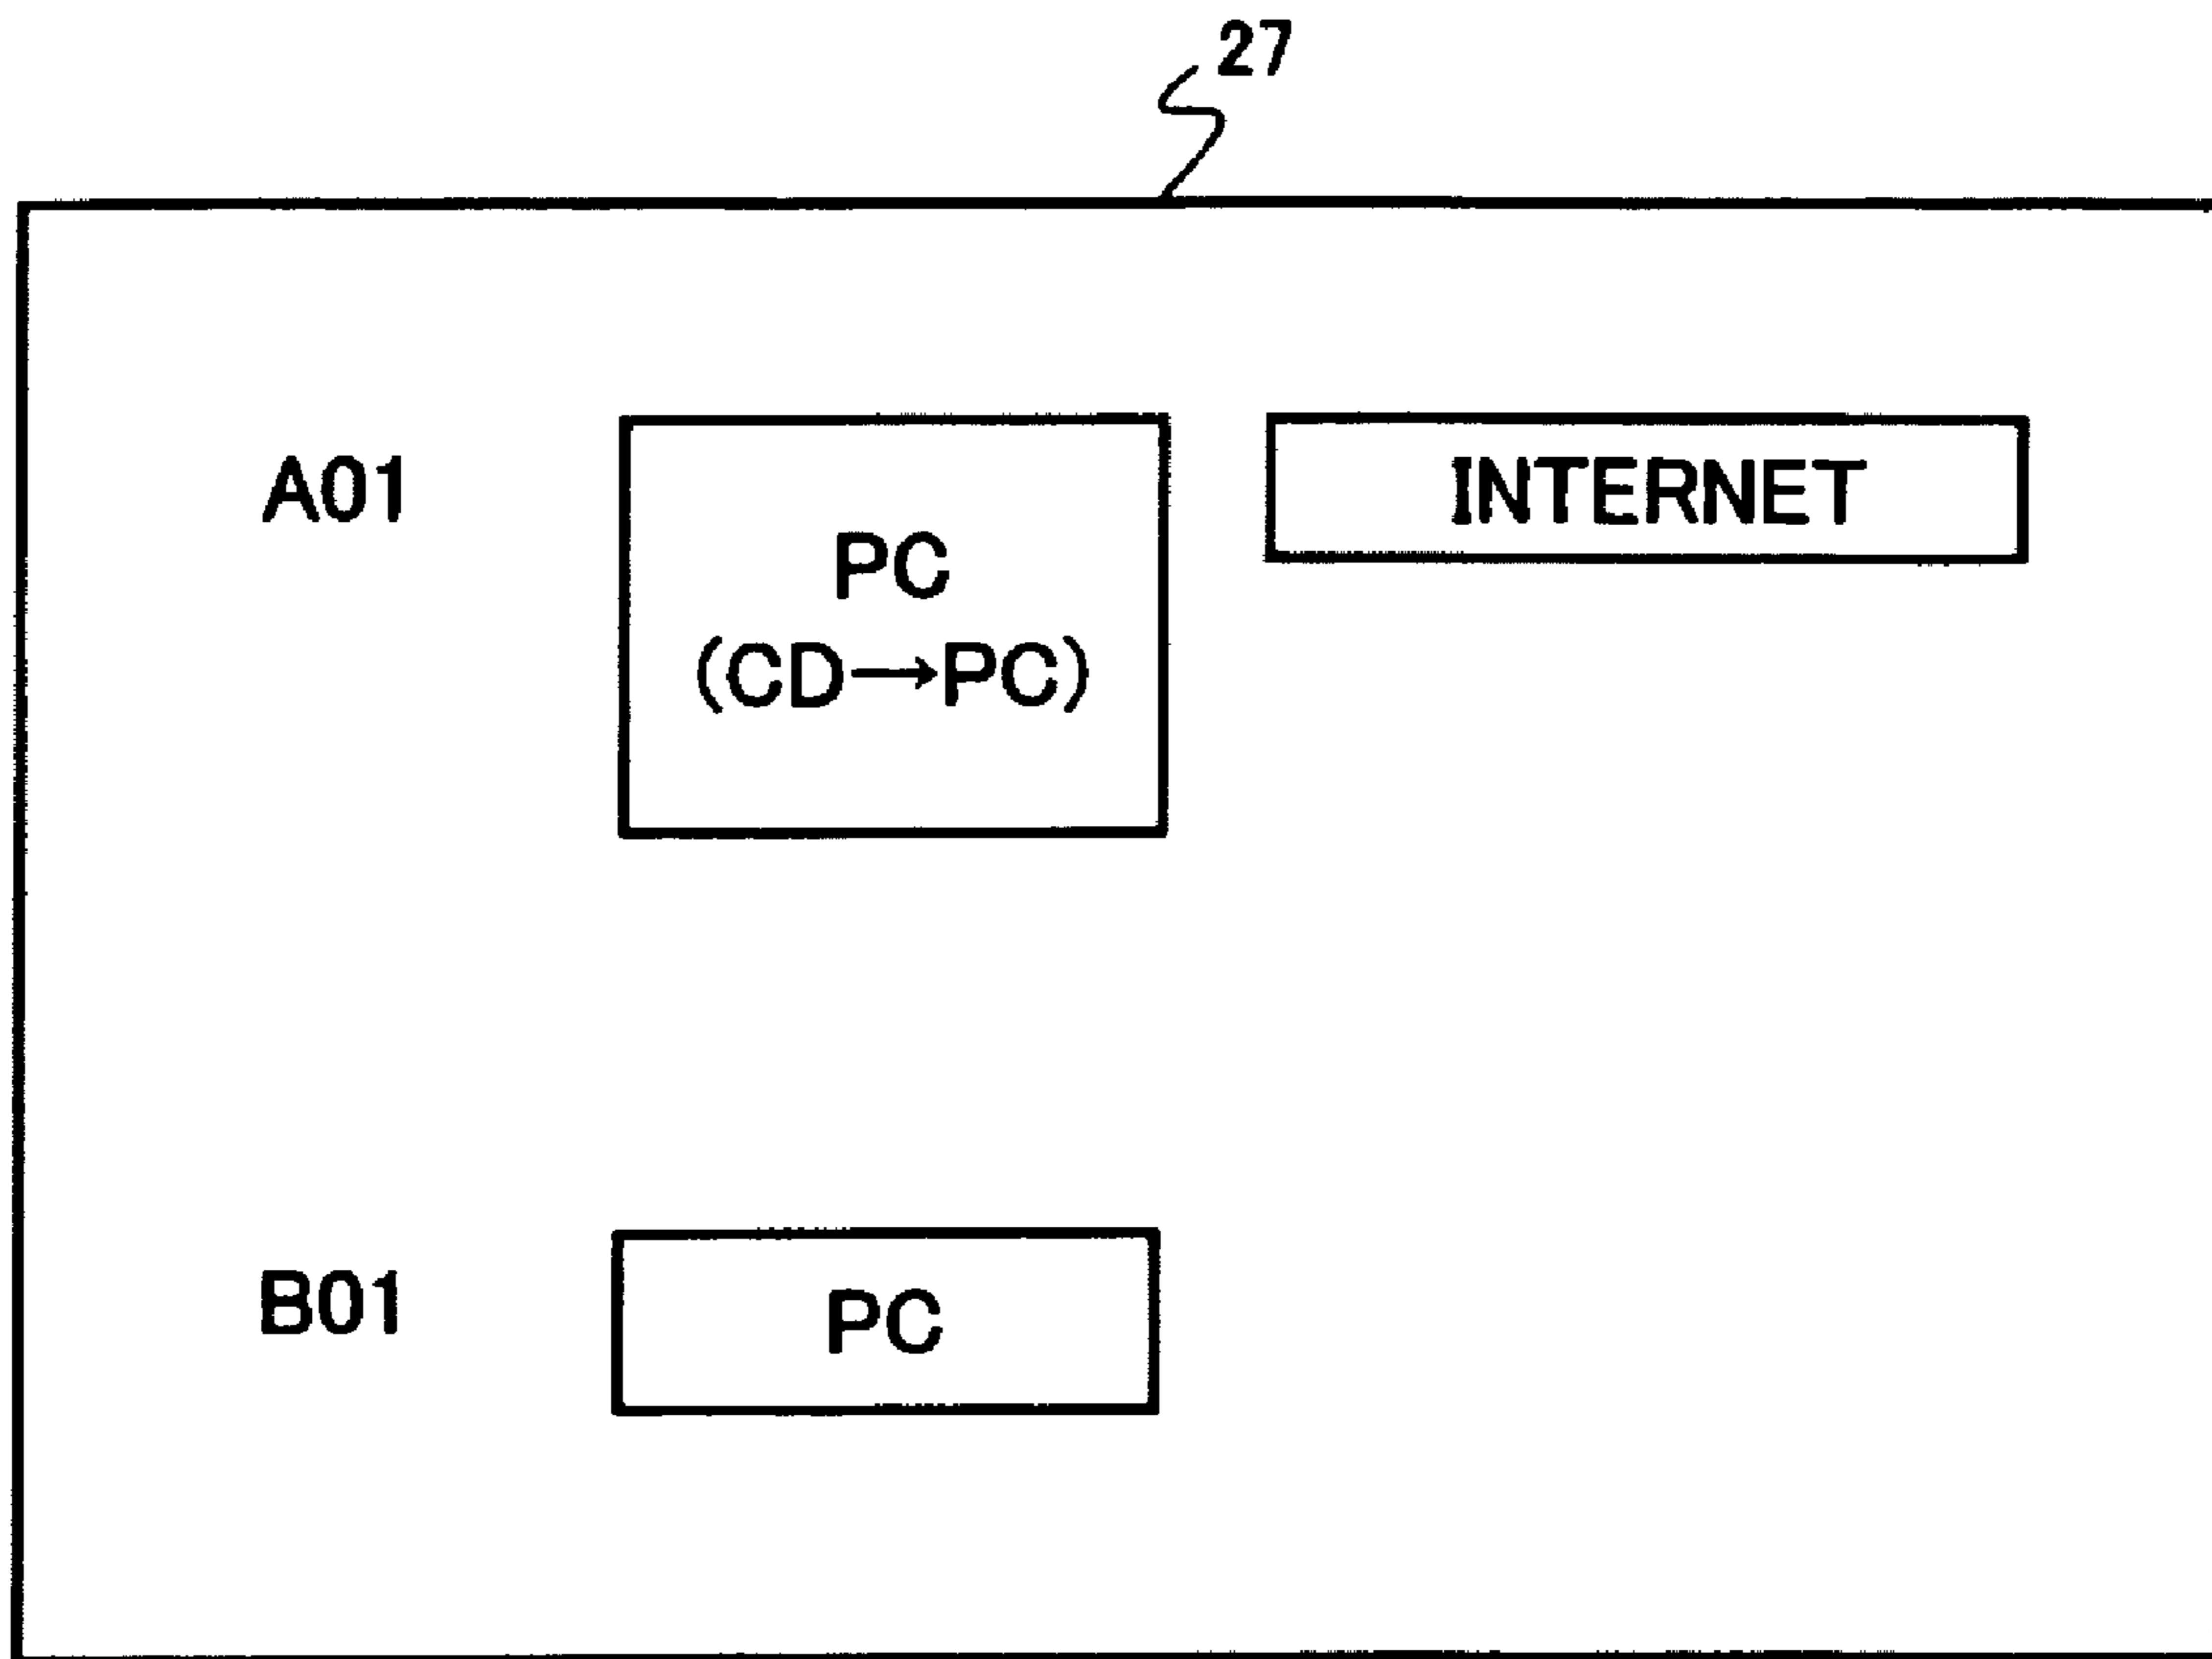 27
A01
PC
(CD→PC)
INTERNET
B01
PC